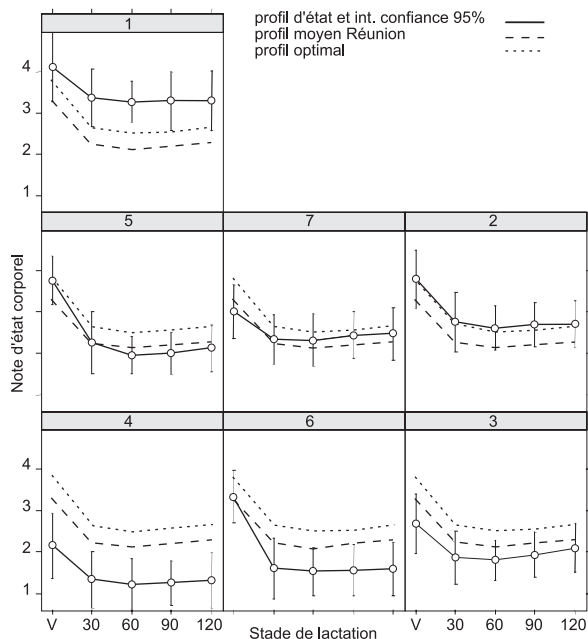 profil d'état et int. confiance 95%
profil moyen Réunion
profil optimal
1
4
3
2
1
5
7
2
Note d'état corporel
4
6
3
4
3
2
1
V 30 60 90 120
V 30 60 90 120
Stade de lactation